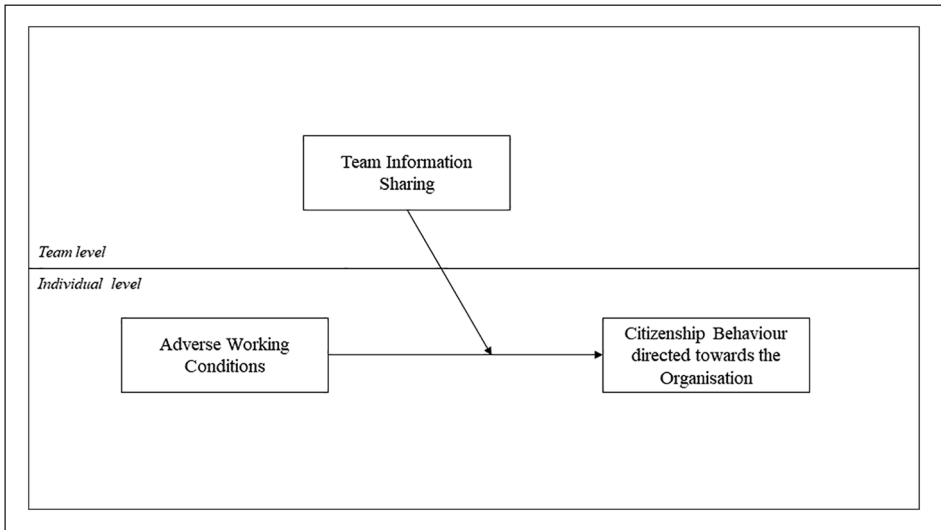 Team Information
Sharing
Team level
Individual level
Adverse Working
Conditions
Citizenship Behaviour
directed towards the
Organisation